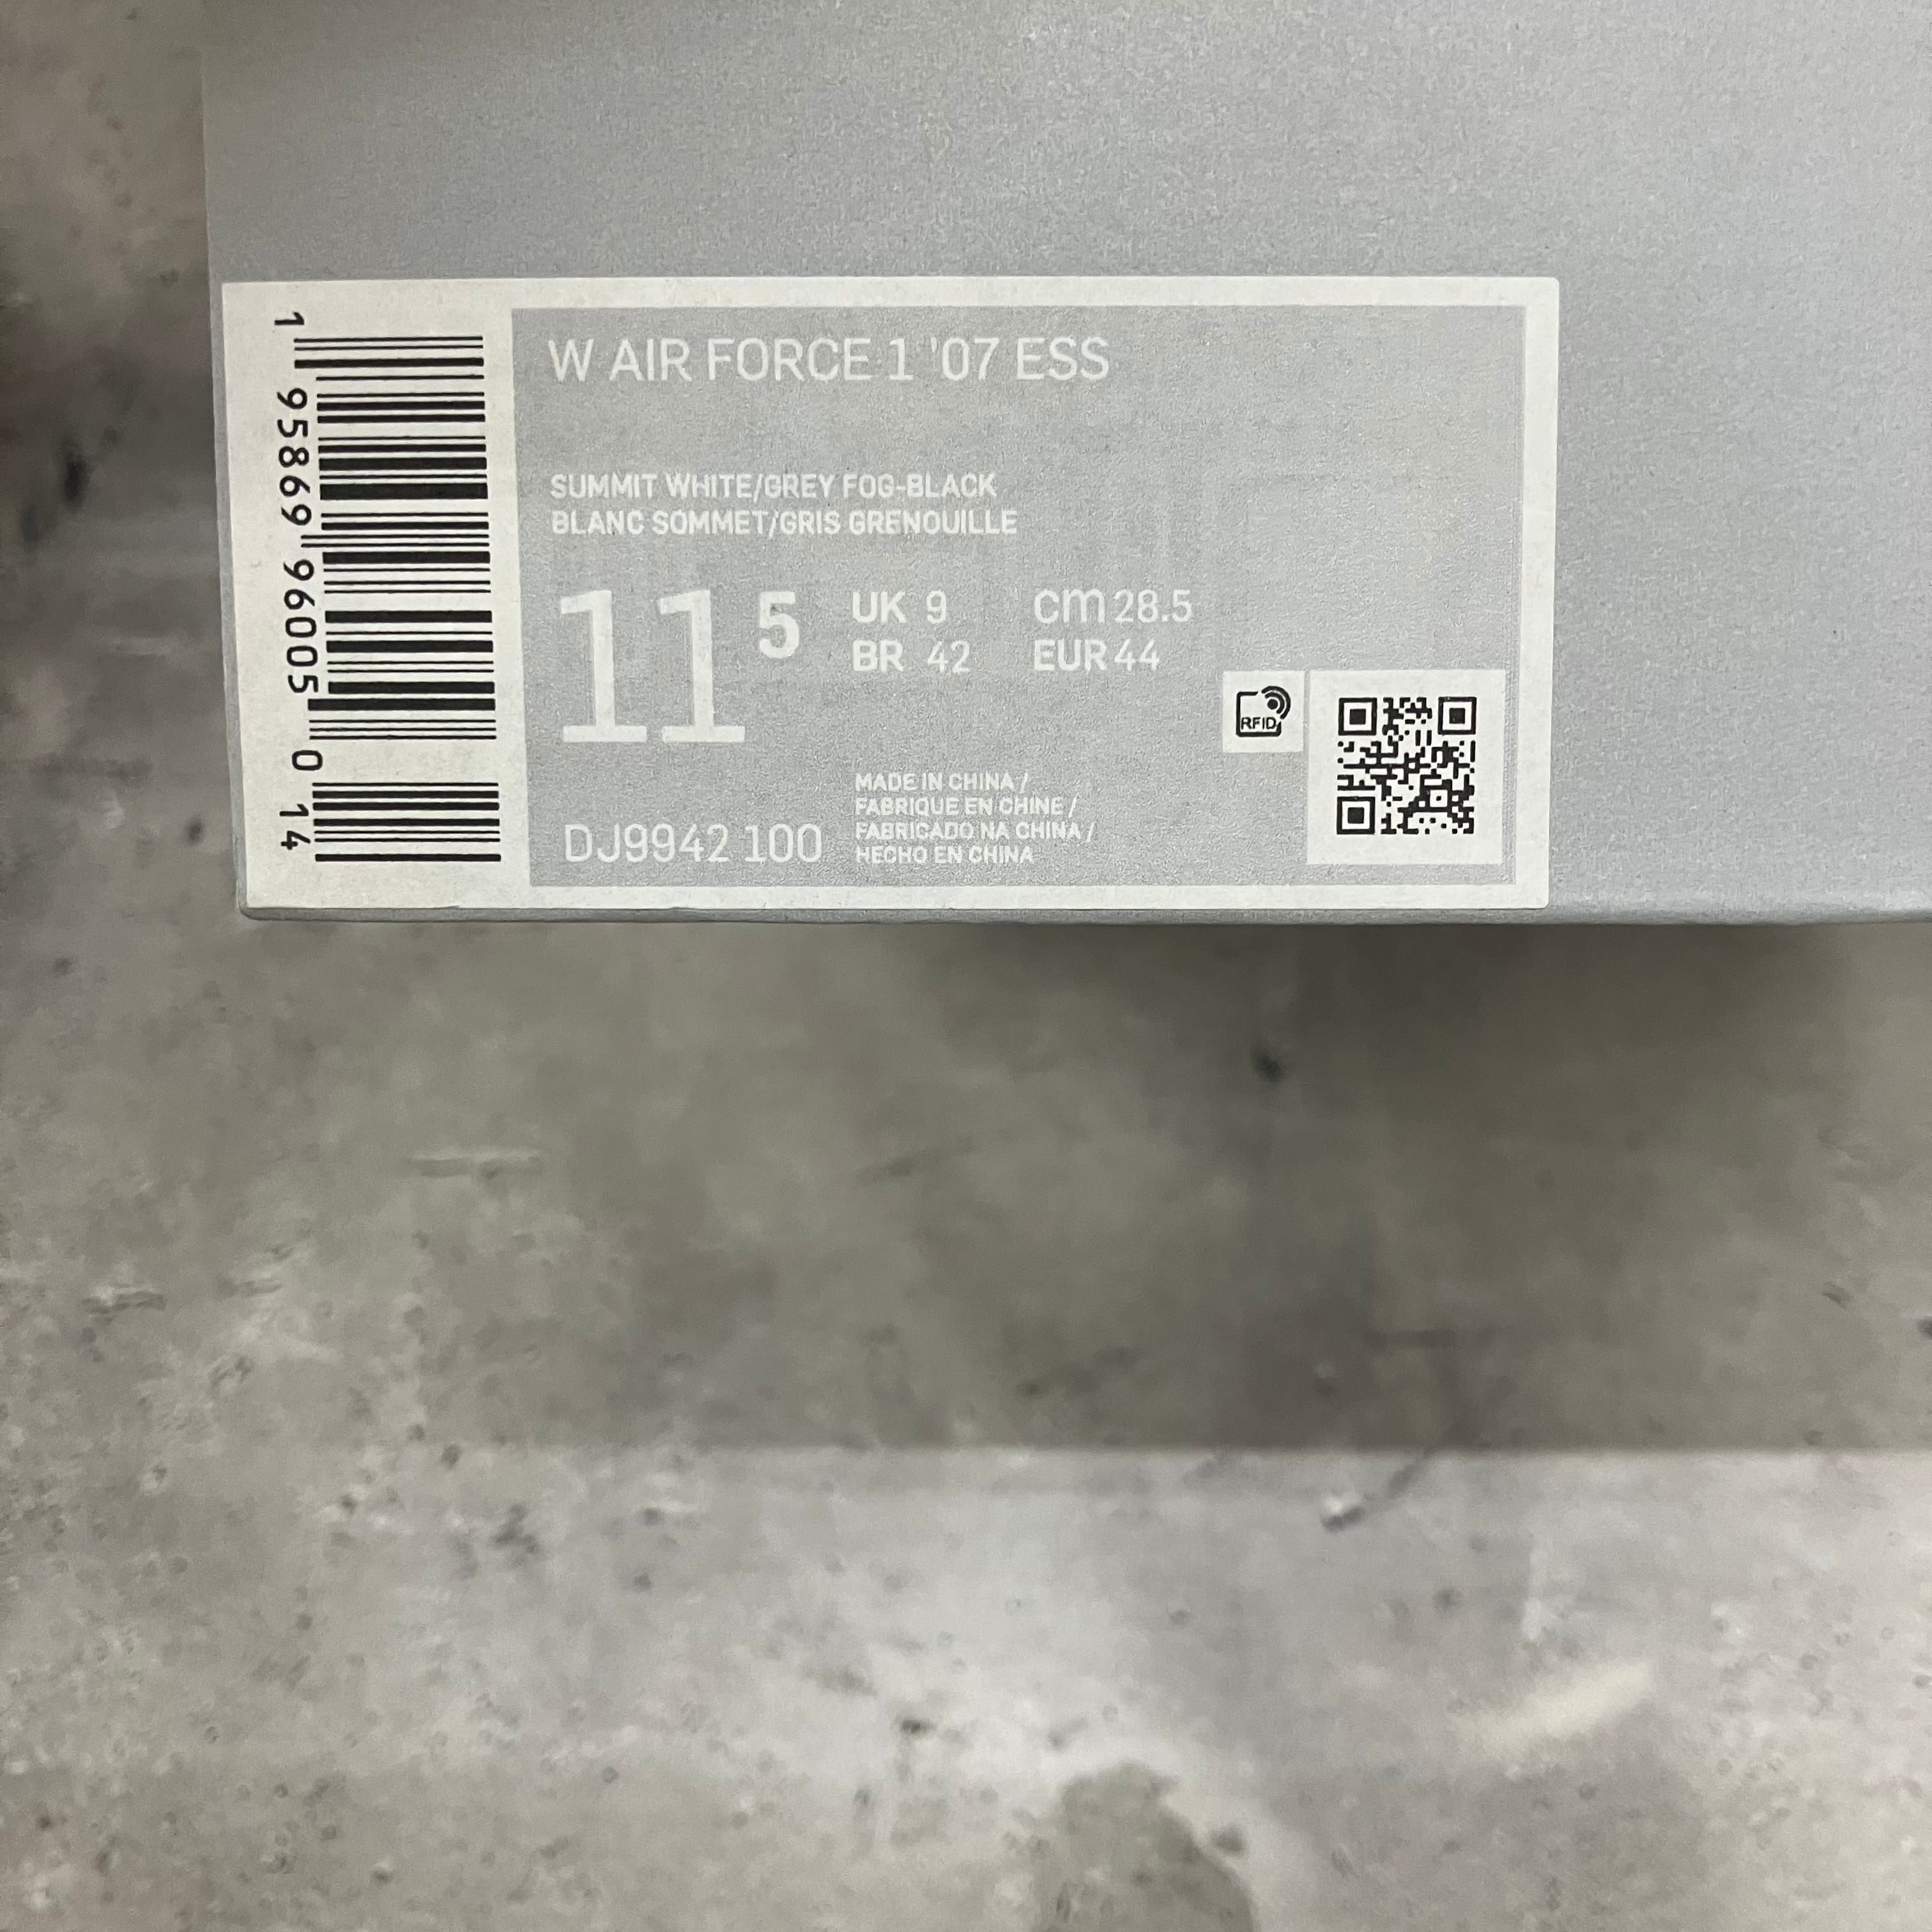 1 95869 96005 0 14
W AIR FORCE 1 '07 ESS
SUMMIT WHITE/GREY FOG-BLACK
BLANC SOMMET/GRIS GRENOUILLE
11 5
UK 9 cm 28.5
BR 42 EUR 44
RFID
DJ9942 100
MADE IN CHINA /
FABRIQUE EN CHINE /
FABRICADO NA CHINA /
HECHO EN CHINA